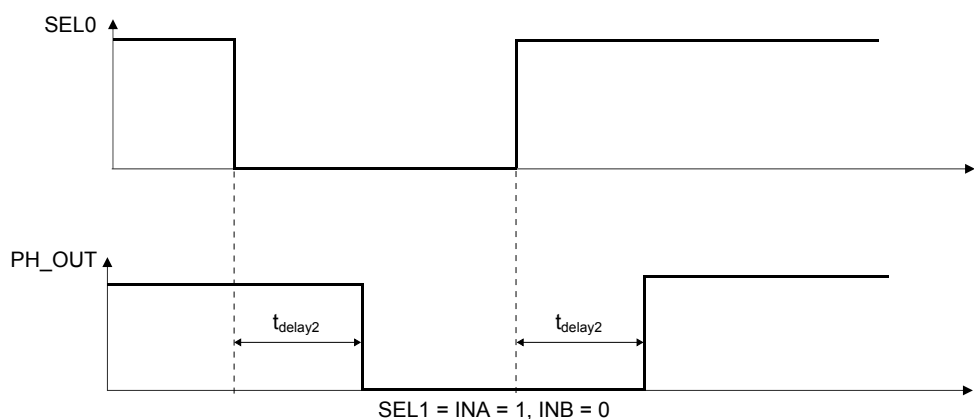 SEL0
PH_OUT
tdelay2
tdelay2
SEL1 = INA = 1, INB = 0